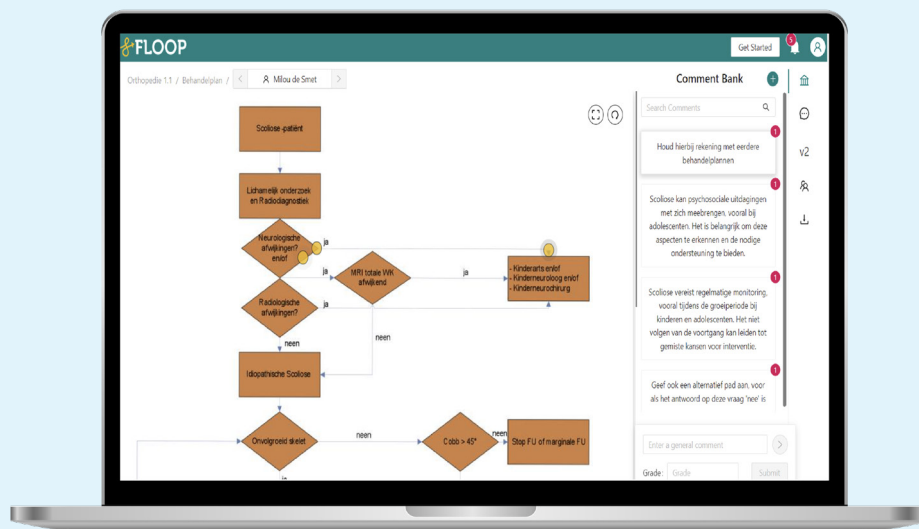 FLOOP
Get Started
5
Orthopedie 1.1 / Behandelplan / < Milou de Smet >
Comment Bank
Search Comments
Scoliose -patiënt
1
Houd hierbij rekening met eerdere
behandelplannen
v2
Lichamelijk onderzoek
en Radiodiagnostiek
1
Scoliose kan psychosociale uitdagingen
met zich meebrengen, vooral bij
adolescenten. Het is belangrijk om deze
aspecten te erkennen en de nodige
ondersteuning te bieden.
Neurologische
afwijkingen?
en/of
ja
ja
MRI totale WK
afwijkend
ja
- Kinderarts en/of
- Kinderneuroloog en/of
- Kinderneurochirurg
Radiologische
afwijkingen?
ja
neen
neen
1
Scoliose vereist regelmatige monitoring,
vooral tijdens de groeiperiode bij
kinderen en adolescenten. Het niet
volgen van de voortgang kan leiden tot
gemiste kansen voor interventie.
Idiopathische Scoliose
1
Geef ook een alternatief pad aan, voor
als het antwoord op deze vraag 'nee' is
Onvolgroeid skelet
neen
Cobb > 45°
neen
Stop FU of marginale FU
ja
Enter a general comment
Grade:
Grade
Submit